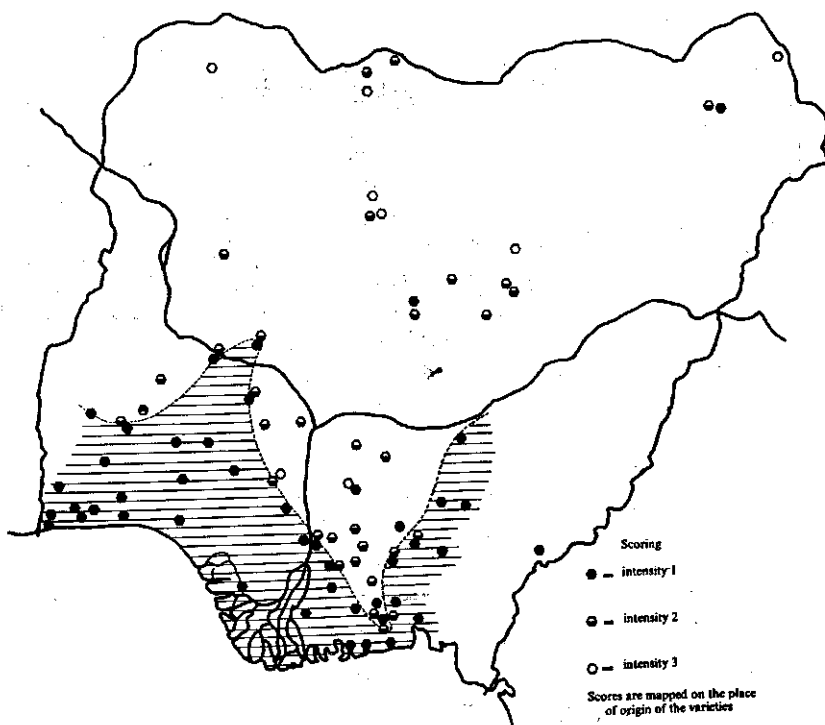 Scoring
– intensity 1
– intensity 2
– intensity 3
Scores are mapped on the place
of origin of the varieties